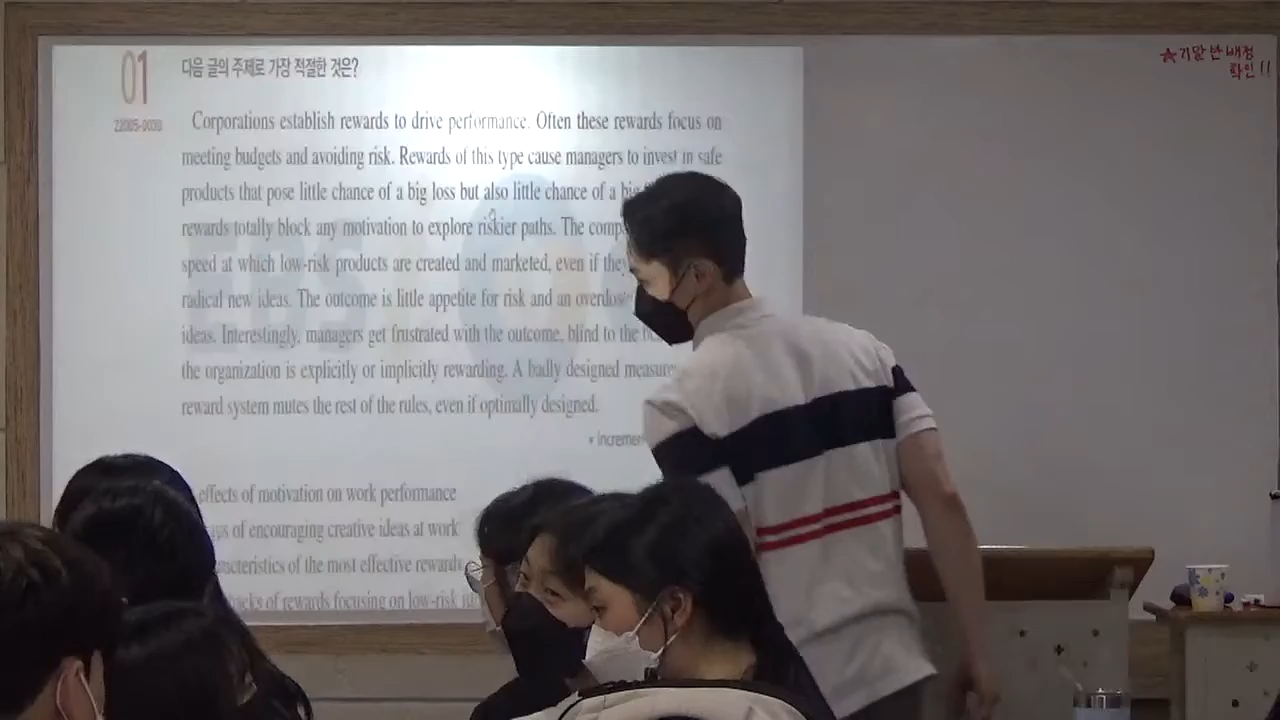 01
다음 글의 주제로 가장 적절한 것은?
22005-0030
Corporations establish rewards to drive performance. Often these rewards focus on
meeting budgets and avoiding risk. Rewards of this type cause managers to invest in safe
products that pose little chance of a big loss but also little chance of a big
rewards totally block any motivation to explore riskier paths. The comp
speed at which low-risk products are created and marketed, even if they
radical new ideas. The outcome is little appetite for risk and an overdos
ideas. Interestingly, managers get frustrated with the outcome, blind to the
the organization is explicitly or implicitly rewarding. A badly designed measure
reward system mutes the rest of the rules, even if optimally designed.
* incremen
effects of motivation on work performance
ays of encouraging creative ideas at work
acteristics of the most effective rewards
acks of rewards focusing on low-risk
★기말 반 배정
확인!!
EBS